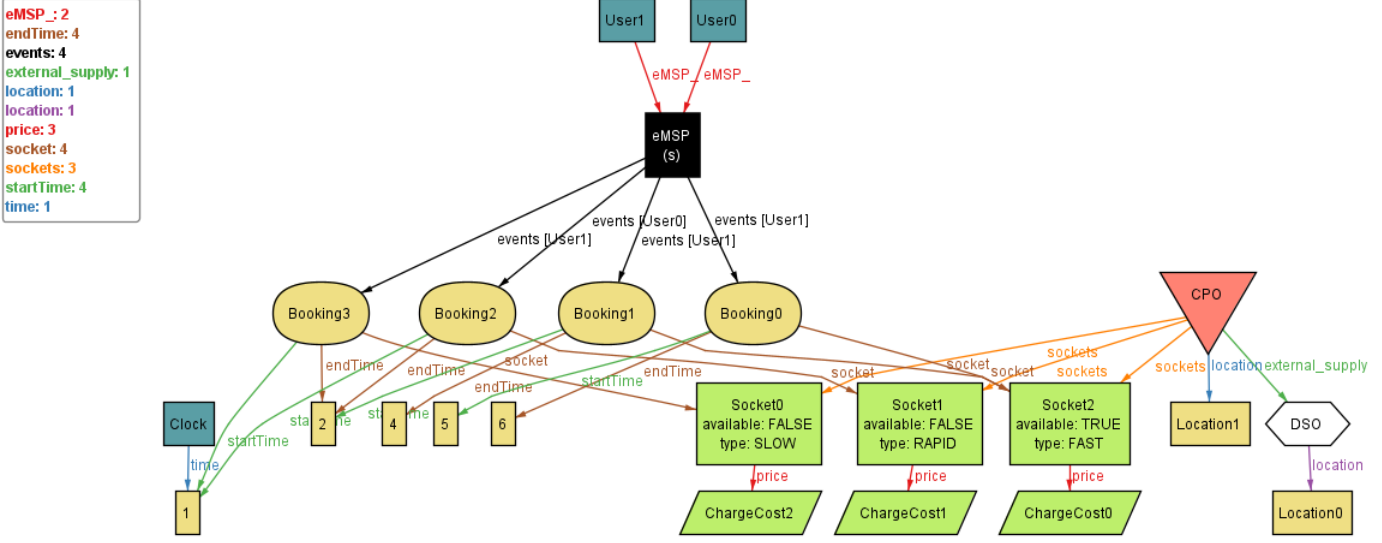 eMSP_: 2
endTime: 4
events: 4
external_supply: 1
location: 1
location: 1
price: 3
socket: 4
sockets: 3
startTime: 4
time: 1
User1
User0
eMSP_
eMSP_
eMSP
(s)
events [User1]
events [User0]
events [User1]
events [User1]
Booking3
Booking2
Booking1
Booking0
CPO
endTime
socket
endTime
endTime
startTime
endTime
socket
socket
socket
sockets
sockets
sockets
location
external_supply
startTime
startTime
Clock
time
1
2
4
5
6
Socket0
available: FALSE
type: SLOW
Socket1
available: FALSE
type: RAPID
Socket2
available: TRUE
type: FAST
price
price
price
ChargeCost2
ChargeCost1
ChargeCost0
Location1
DSO
location
Location0